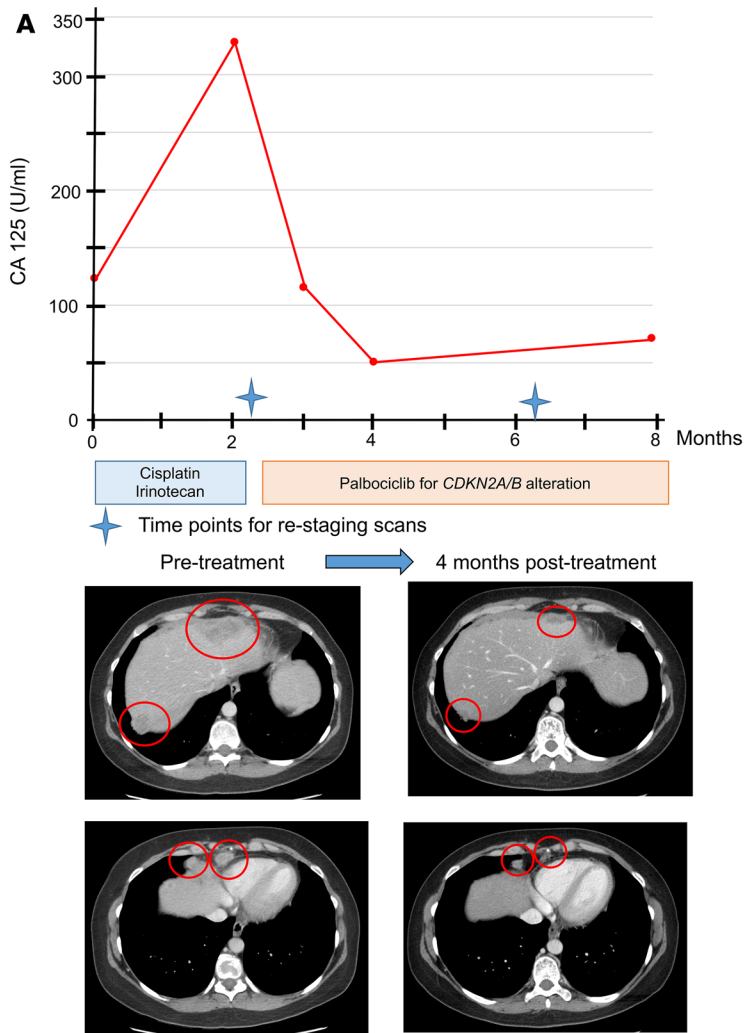 A
350
300
200
100
0
CA 125 (U/ml)
0 2 4 6 8 Months
Cisplatin
Irinotecan
Palbociclib for CDKN2A/B alteration
Time points for re-staging scans
Pre-treatment 4 months post-treatment